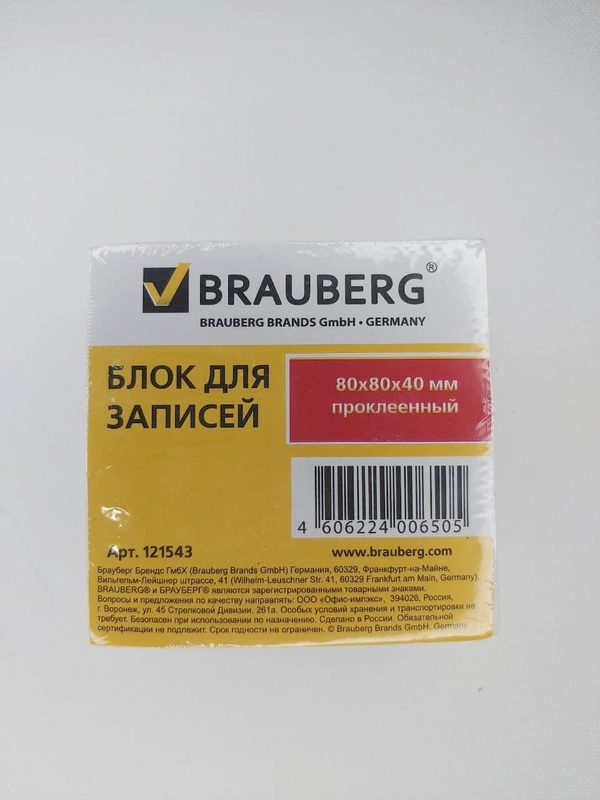 BRAUBERG®
BRAUBERG BRANDS GmbH • GERMANY
БЛОК ДЛЯ
ЗАПИСЕЙ
80х80х40 мм
проклеенный
4 606224 006505
Арт. 121543
www.brauberg.com
Брауберг Брендс ГмбХ (Brauberg Brands GmbH) Германия, 60329, Франкфурт-на-Майне,
Вильгельм-Лейшнер штрассе, 41 (Wilhelm-Leuschner Str. 41, 60329 Frankfurt am Main, Germany).
BRAUBERG® и БРАУБЕРГ® являются зарегистрированными товарными знаками.
Вопросы и предложения по качеству направлять: ООО «Офис-импэкс», 394026, Россия,
г. Воронеж, ул. 45 Стрелковой Дивизии, 261а. Особых условий хранения и транспортировки не
требует. Безопасен при использовании по назначению. Сделано в России. Обязательной
сертификации не подлежит. Срок годности не ограничен. © Brauberg Brands GmbH, Germany